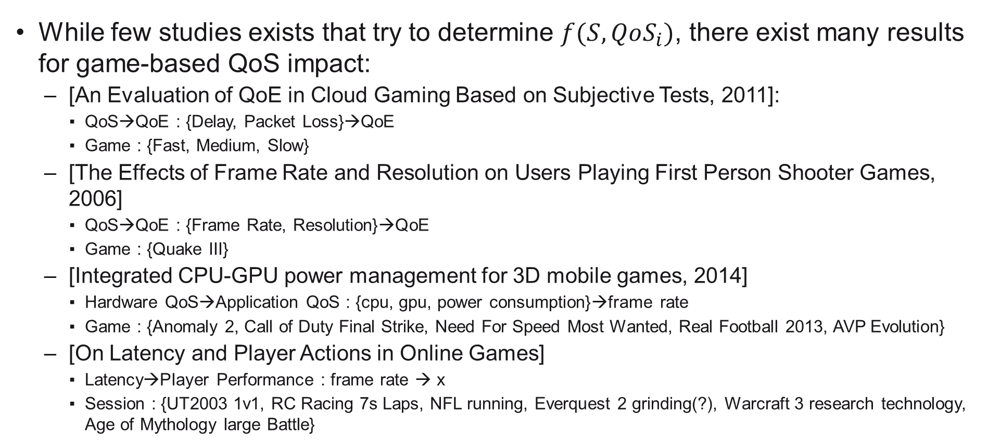 • While few studies exists that try to determine f(S, QoSᵢ), there exist many results
for game-based QoS impact:
– [An Evaluation of QoE in Cloud Gaming Based on Subjective Tests, 2011]:
▪ QoS→QoE : {Delay, Packet Loss}→QoE
▪ Game : {Fast, Medium, Slow}
– [The Effects of Frame Rate and Resolution on Users Playing First Person Shooter Games,
2006]
▪ QoS→QoE : {Frame Rate, Resolution}→QoE
▪ Game : {Quake III}
– [Integrated CPU-GPU power management for 3D mobile games, 2014]
▪ Hardware QoS→Application QoS : {cpu, gpu, power consumption}→frame rate
▪ Game : {Anomaly 2, Call of Duty Final Strike, Need For Speed Most Wanted, Real Football 2013, AVP Evolution}
– [On Latency and Player Actions in Online Games]
▪ Latency→Player Performance : frame rate → x
▪ Session : {UT2003 1v1, RC Racing 7s Laps, NFL running, Everquest 2 grinding(?), Warcraft 3 research technology,
Age of Mythology large Battle}